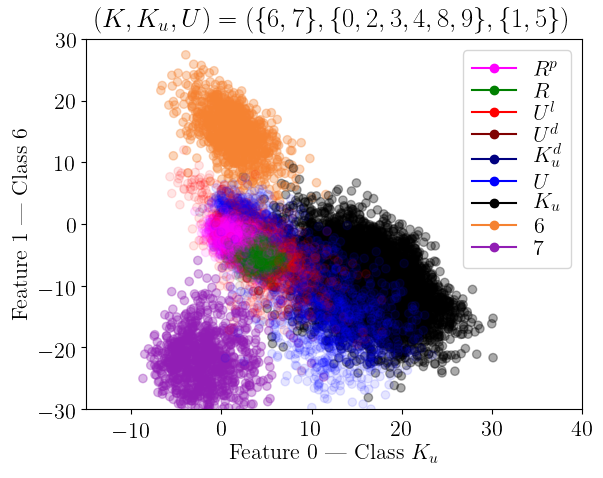 (K, K_u, U) = ({6, 7}, {0, 2, 3, 4, 8, 9}, {1, 5})
30
20
10
0
−10
−20
−30
Feature 1 — Class 6
R^p
R
U^l
U^d
K_u^d
U
K_u
6
7
−10
0
10
20
30
40
Feature 0 — Class K_u